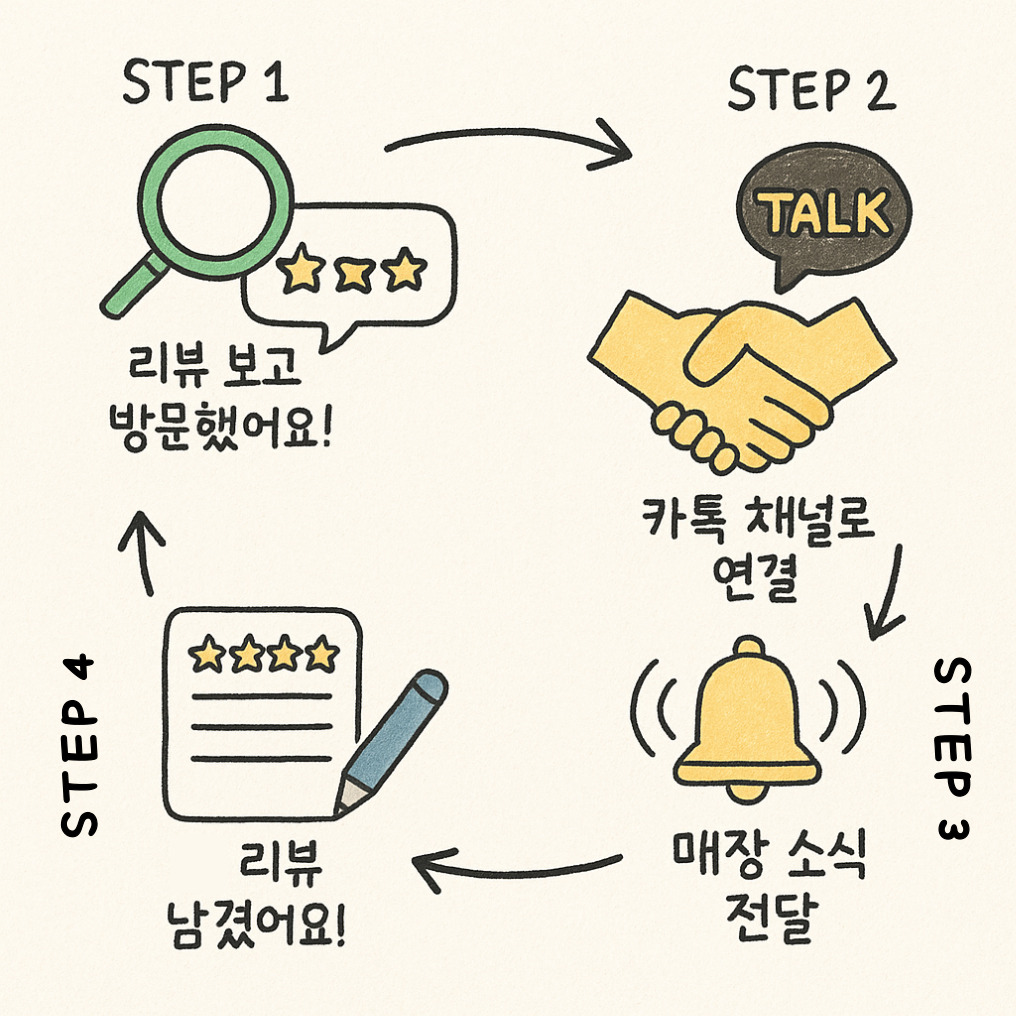 STEP 1
리뷰 보고
방문했어요!
STEP 2
TALK
카톡 채널로
연결
STEP 3
매장 소식
전달
STEP 4
리뷰
남겼어요!